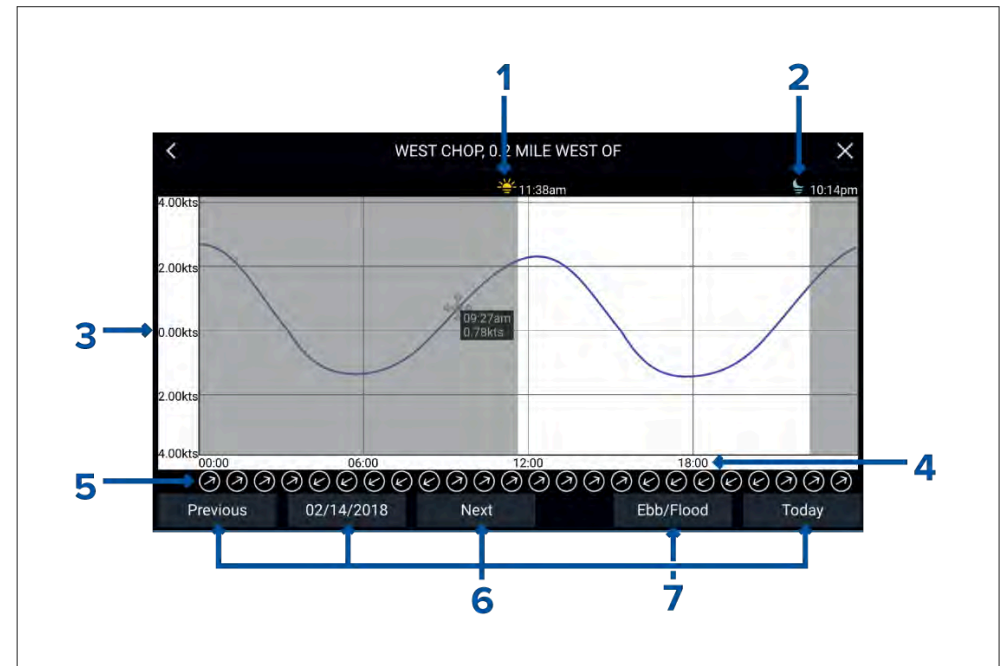 1 2
WEST CHOP, 0.2 MILE WEST OF
11:38am 10:14pm
4.00kts
2.00kts
09:27am
0.78kts
3
0.00kts
2.00kts
4.00kts
00:00 06:00 12:00 18:00
4
5
Previous 02/14/2018 Next Ebb/Flood Today
6 7